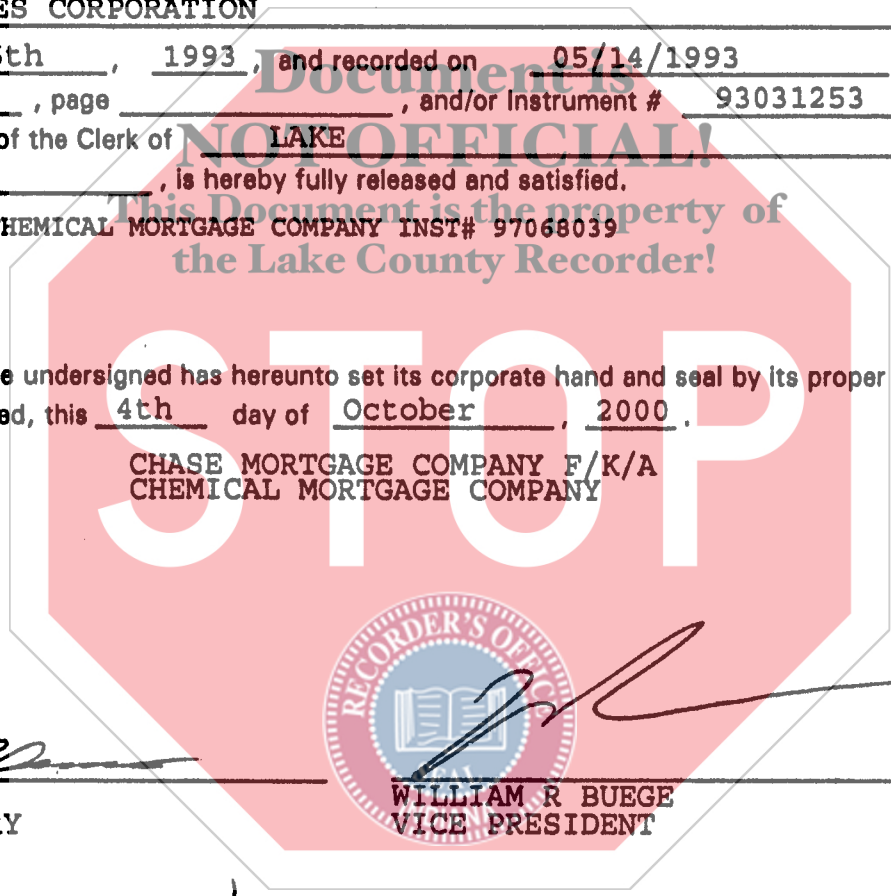 ES CORPORATION
5th , 1993 , and recorded on 05/14/1993
, page , and/or Instrument # 93031253
of the Clerk of LAKE
, is hereby fully released and satisfied.
HEMICAL MORTGAGE COMPANY INST# 97068039
Document is
NOT OFFICIAL!
This Document is the property of
the Lake County Recorder!
STOP
e undersigned has hereunto set its corporate hand and seal by its proper
ed, this 4th day of October , 2000 .
CHASE MORTGAGE COMPANY F/K/A
CHEMICAL MORTGAGE COMPANY
RECORDER'S OFFICE
SEAL
INDIANA
WILLIAM R BUEGE
VICE PRESIDENT
RY